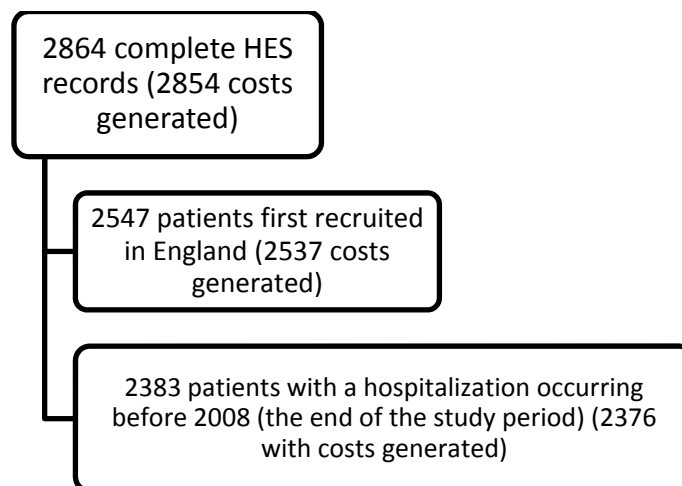 2864 complete HES
records (2854 costs
generated)
2547 patients first recruited
in England (2537 costs
generated)
2383 patients with a hospitalization occurring
before 2008 (the end of the study period) (2376
with costs generated)